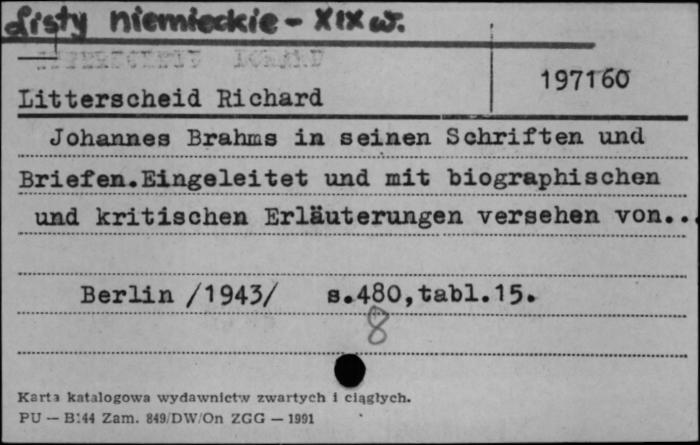 Listy niemieckie - XIX w.
197160
Litterscheid Richard
Johannes Brahms in seinen Schriften und
Briefen.Eingeleitet und mit biographischen
und kritischen Erläuterungen versehen von...
Berlin /1943/ s.480,tabl.15.
8
Karta katalogowa wydawnictw zwartych i ciągłych.
PU — B:44 Zam. 849/DW/On ZGG — 1991